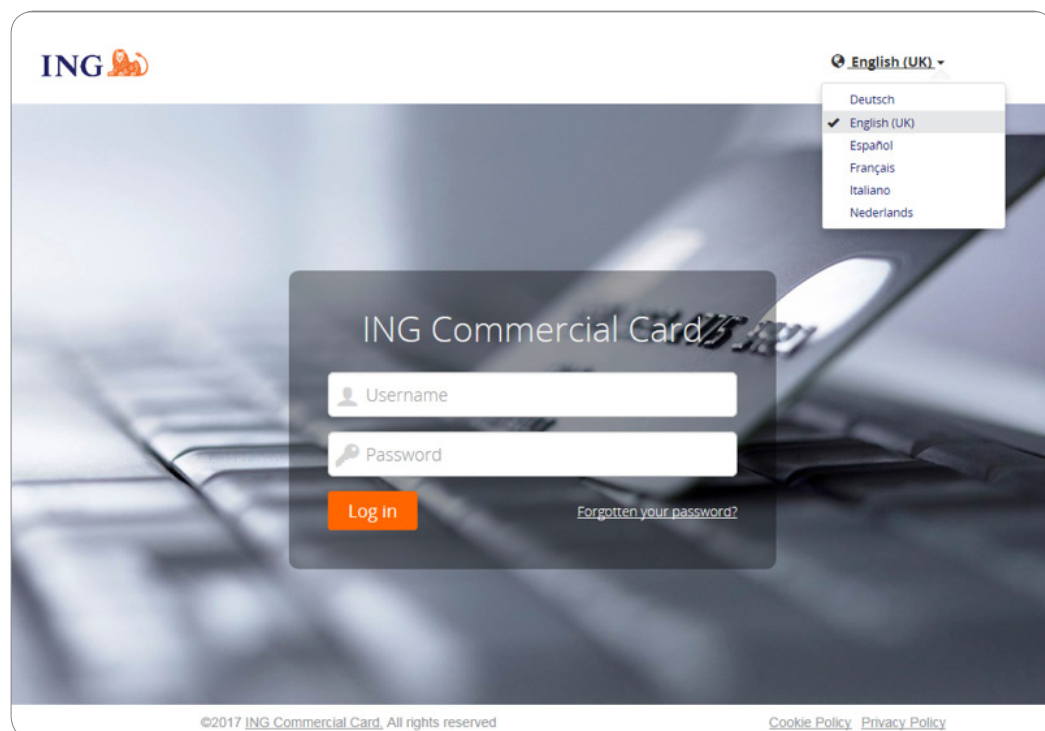 ING
English (UK)
Deutsch
English (UK)
Español
Français
Italiano
Nederlands
ING Commercial Card
Username
Password
Log in
Forgotten your password?
©2017 ING Commercial Card. All rights reserved
Cookie Policy Privacy Policy